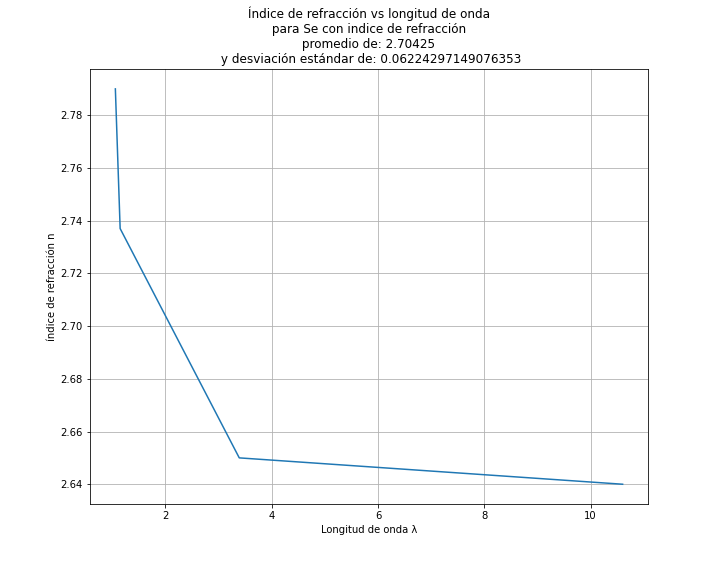 Índice de refracción vs longitud de onda
para Se con indice de refracción
promedio de: 2.70425
y desviación estándar de: 0.06224297149076353
2.78
2.76
2.74
2.72
2.70
2.68
2.66
2.64
índice de refracción n
2 4 6 8 10
Longitud de onda λ